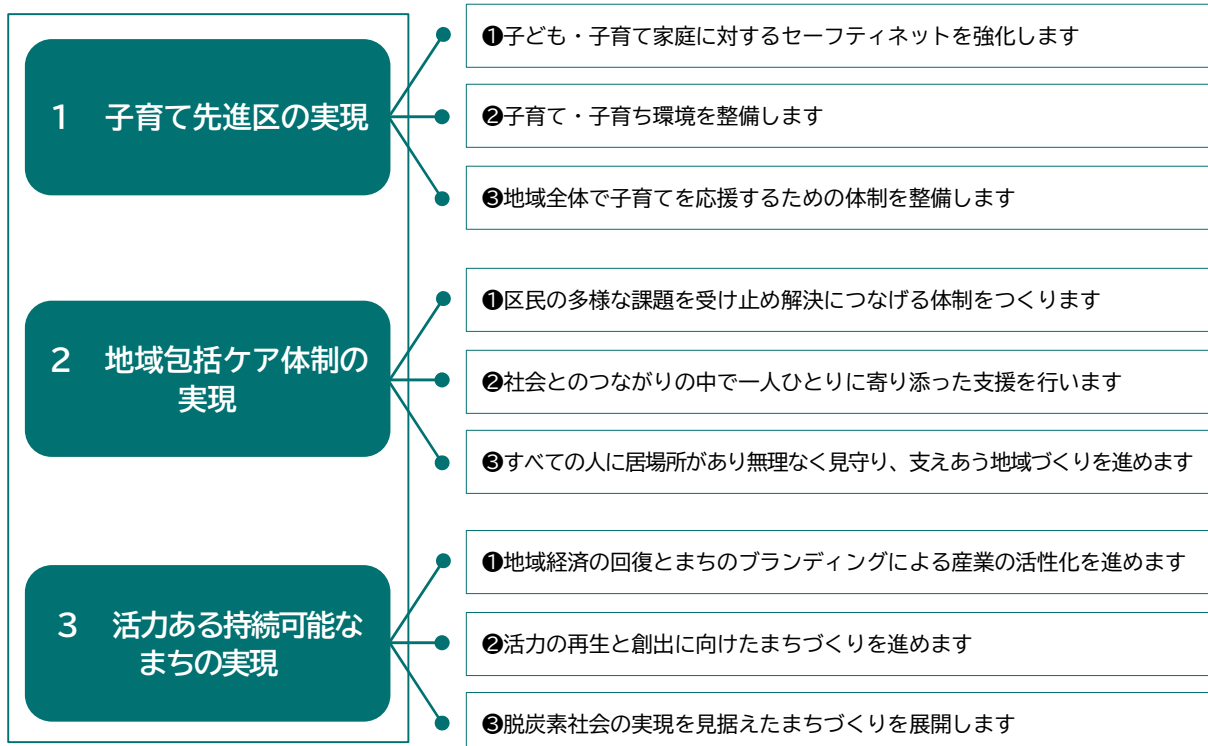 1　子育て先進区の実現
❶子ども・子育て家庭に対するセーフティネットを強化します
❷子育て・子育ち環境を整備します
❸地域全体で子育てを応援するための体制を整備します
2　地域包括ケア体制の
実現
❶区民の多様な課題を受け止め解決につなげる体制をつくります
❷社会とのつながりの中で一人ひとりに寄り添った支援を行います
❸すべての人に居場所があり無理なく見守り、支えあう地域づくりを進めます
3　活力ある持続可能な
まちの実現
❶地域経済の回復とまちのブランディングによる産業の活性化を進めます
❷活力の再生と創出に向けたまちづくりを進めます
❸脱炭素社会の実現を見据えたまちづくりを展開します